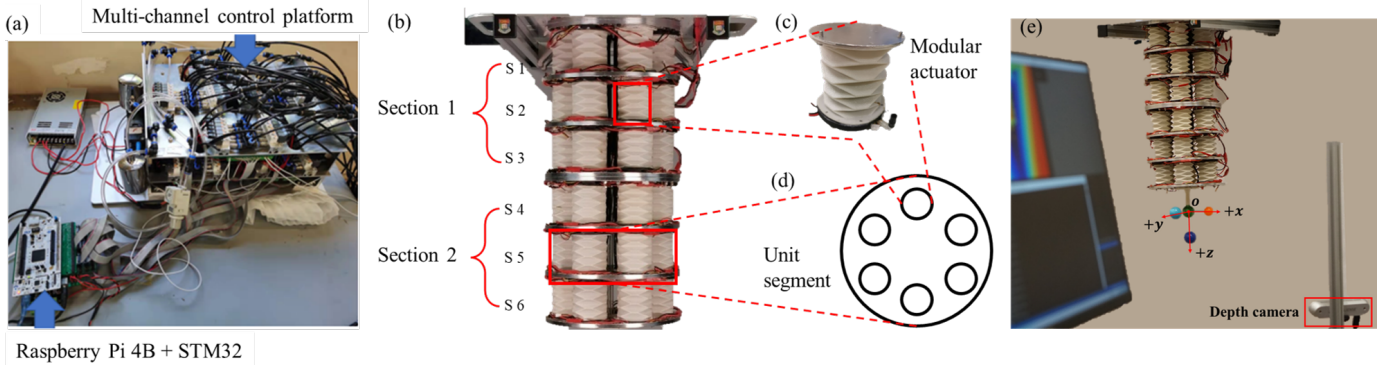 (a)
Multi-channel control platform
Raspberry Pi 4B + STM32
(b)
Section 1
S 1
S 2
S 3
Section 2
S 4
S 5
S 6
(c)
Modular
actuator
(d)
Unit
segment
(e)
o
+x
+y
+z
Depth camera